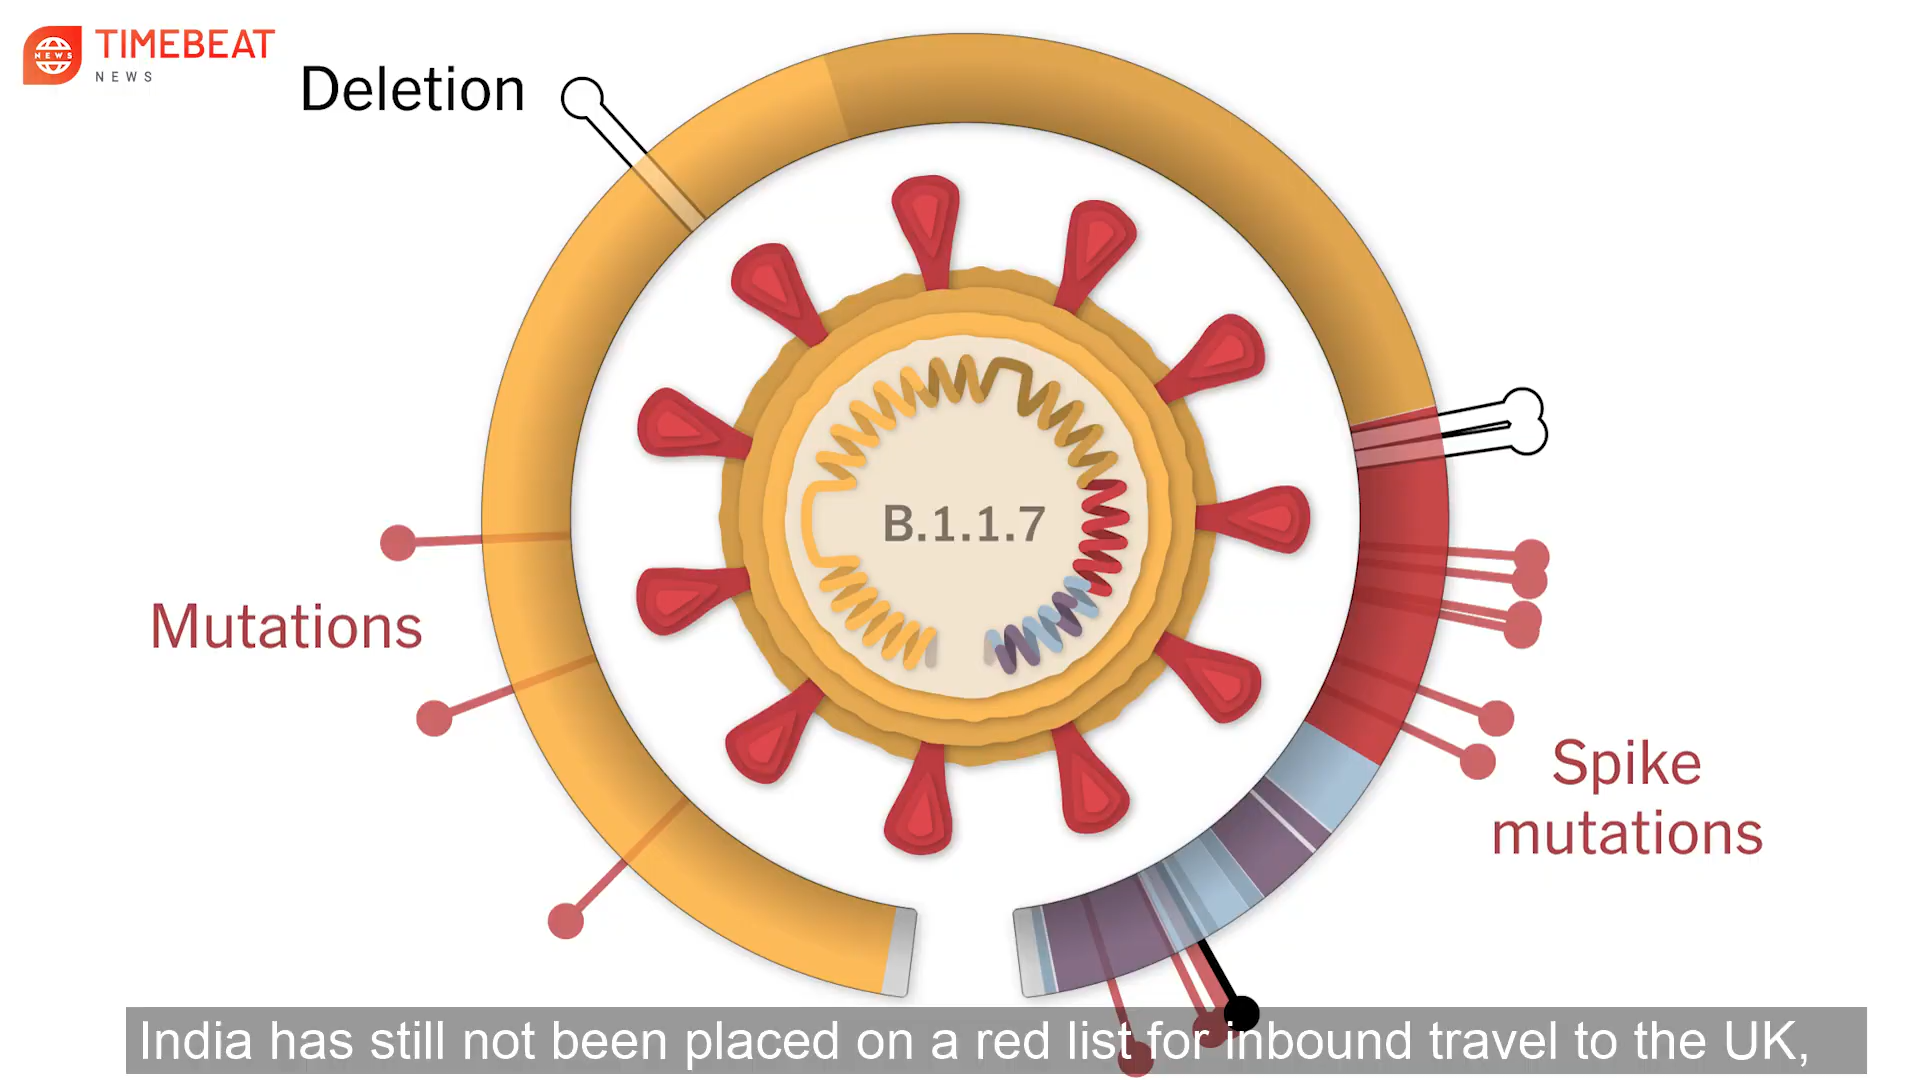 NEWS
TIMEBEAT
NEWS
Deletion
B.1.1.7
Mutations
Spike
mutations
India has still not been placed on a red list for inbound travel to the UK,